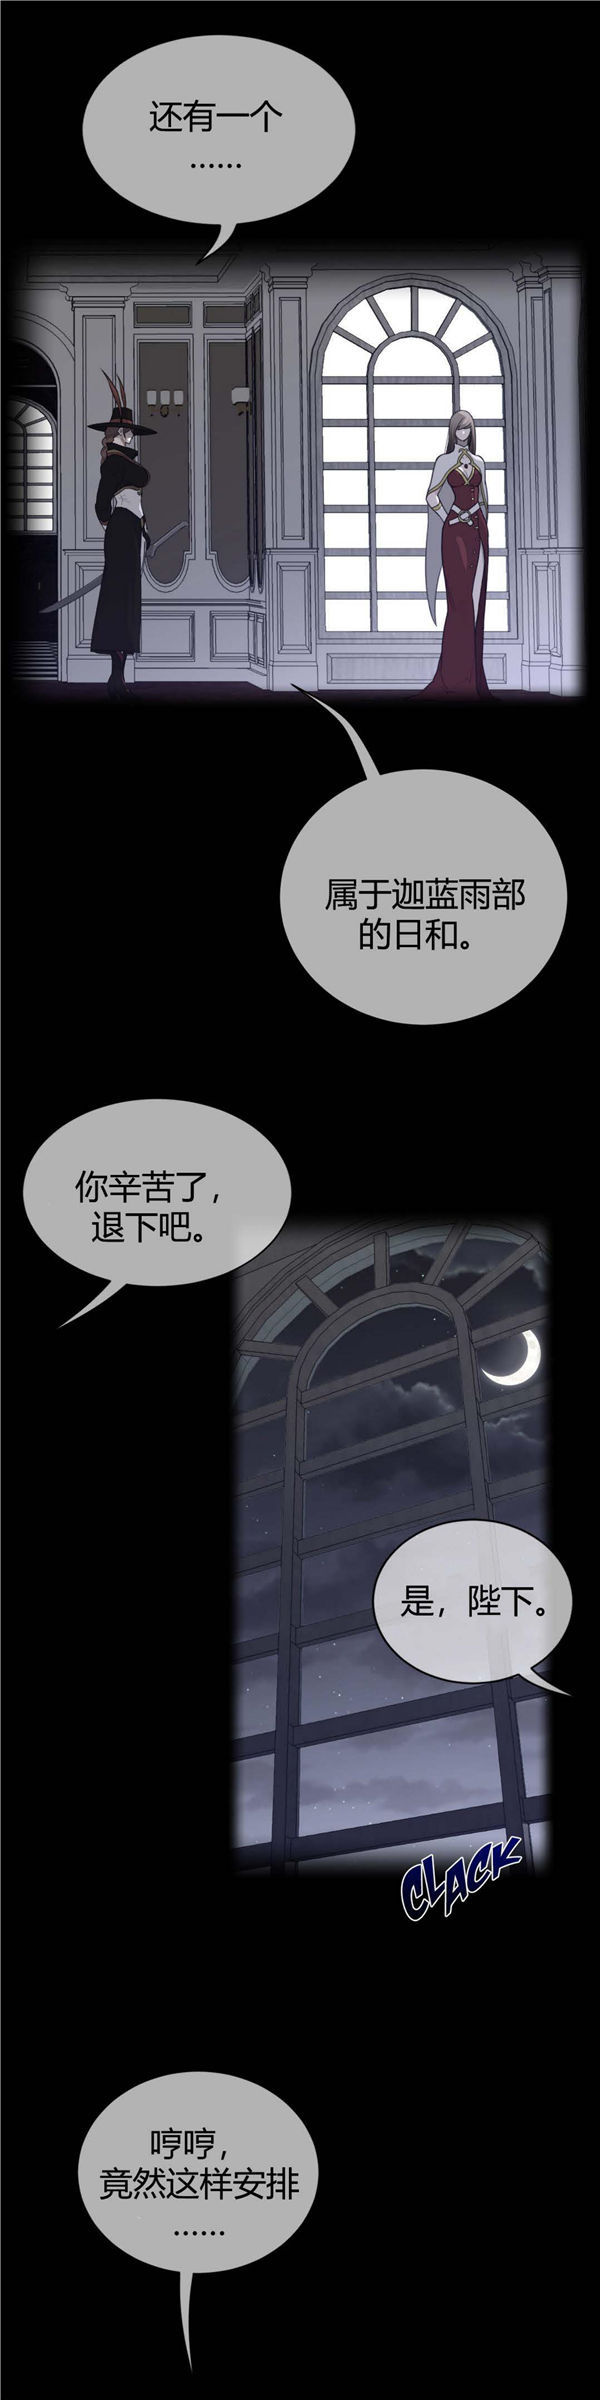 还有一个
……
属于迦蓝雨部
的日和。
你辛苦了，
退下吧。
是，陛下。
CLACK
哼哼，
竟然这样安排
……